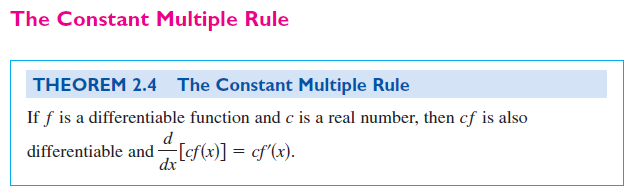 The Constant Multiple Rule
THEOREM 2.4 The Constant Multiple Rule
If f is a differentiable function and c is a real number, then cf is also
differentiable and d/dx [cf(x)] = cf′(x).